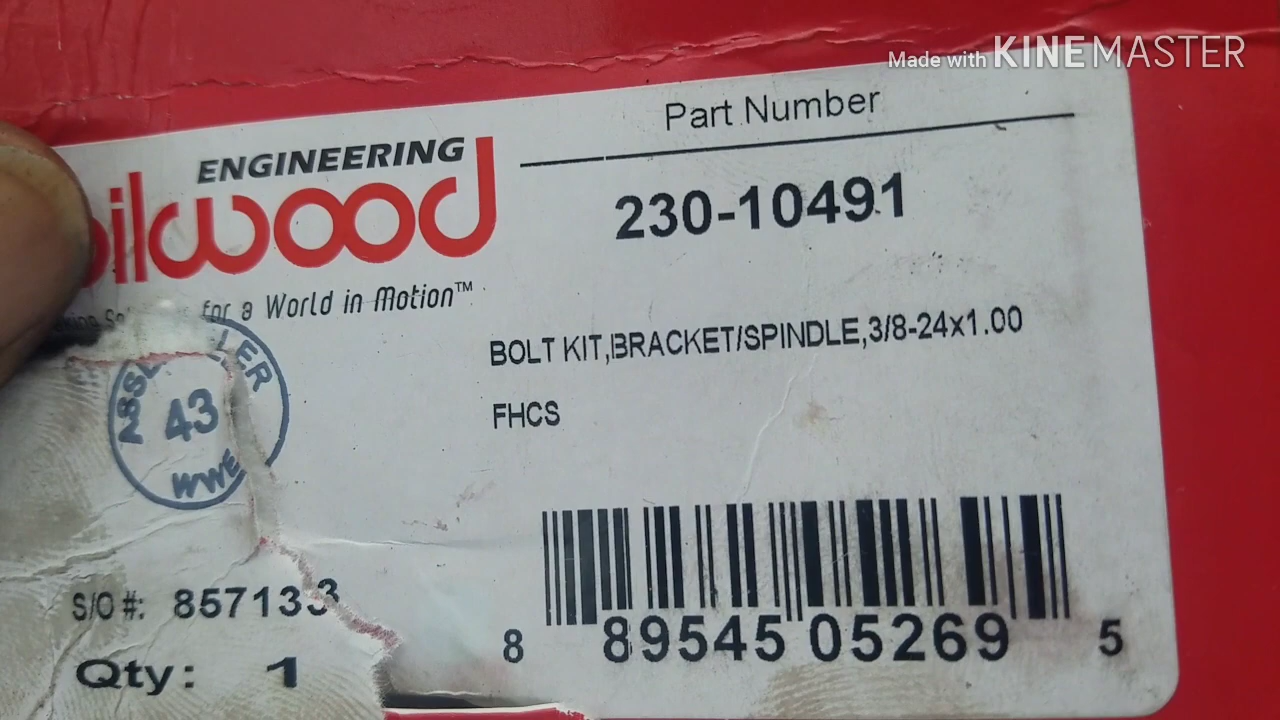 Made with KINEMASTER
Part Number
ENGINEERING
wilwood
230-10491
for a World in Motion™
BOLT KIT,BRACKET/SPINDLE,3/8-24x1.00
FHCS
43
WWE
S/O #: 857133
Qty: 1
8 89545 05269 5